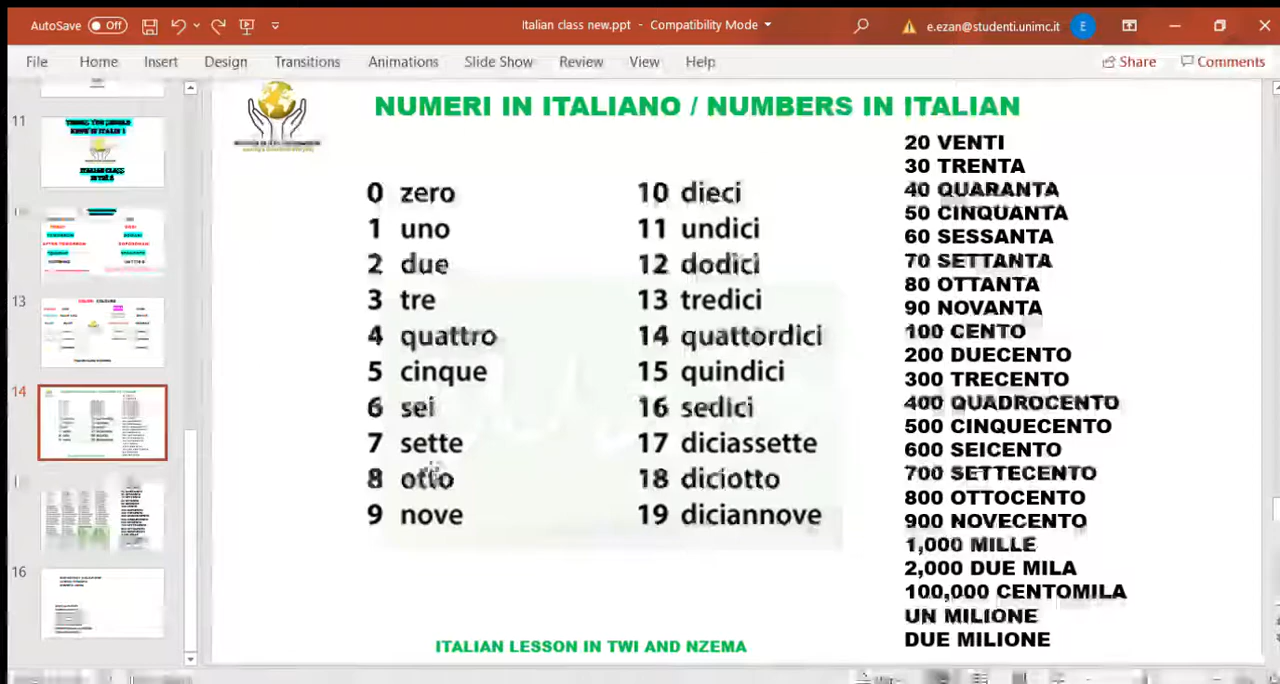 AutoSave Off Italian class new.ppt - Compatibility Mode e.ezan@studenti.unimc.it E
File Home Insert Design Transitions Animations Slide Show Review View Help Share Comments
11
13
14
16
NUMERI IN ITALIANO / NUMBERS IN ITALIAN
0 zero
1 uno
2 due
3 tre
4 quattro
5 cinque
6 sei
7 sette
8 otto
9 nove
10 dieci
11 undici
12 dodici
13 tredici
14 quattordici
15 quindici
16 sedici
17 diciassette
18 diciotto
19 diciannove
20 VENTI
30 TRENTA
40 QUARANTA
50 CINQUANTA
60 SESSANTA
70 SETTANTA
80 OTTANTA
90 NOVANTA
100 CENTO
200 DUECENTO
300 TRECENTO
400 QUADROCENTO
500 CINQUECENTO
600 SEICENTO
700 SETTECENTO
800 OTTOCENTO
900 NOVECENTO
1,000 MILLE
2,000 DUE MILA
100,000 CENTOMILA
UN MILIONE
DUE MILIONE
ITALIAN LESSON IN TWI AND NZEMA